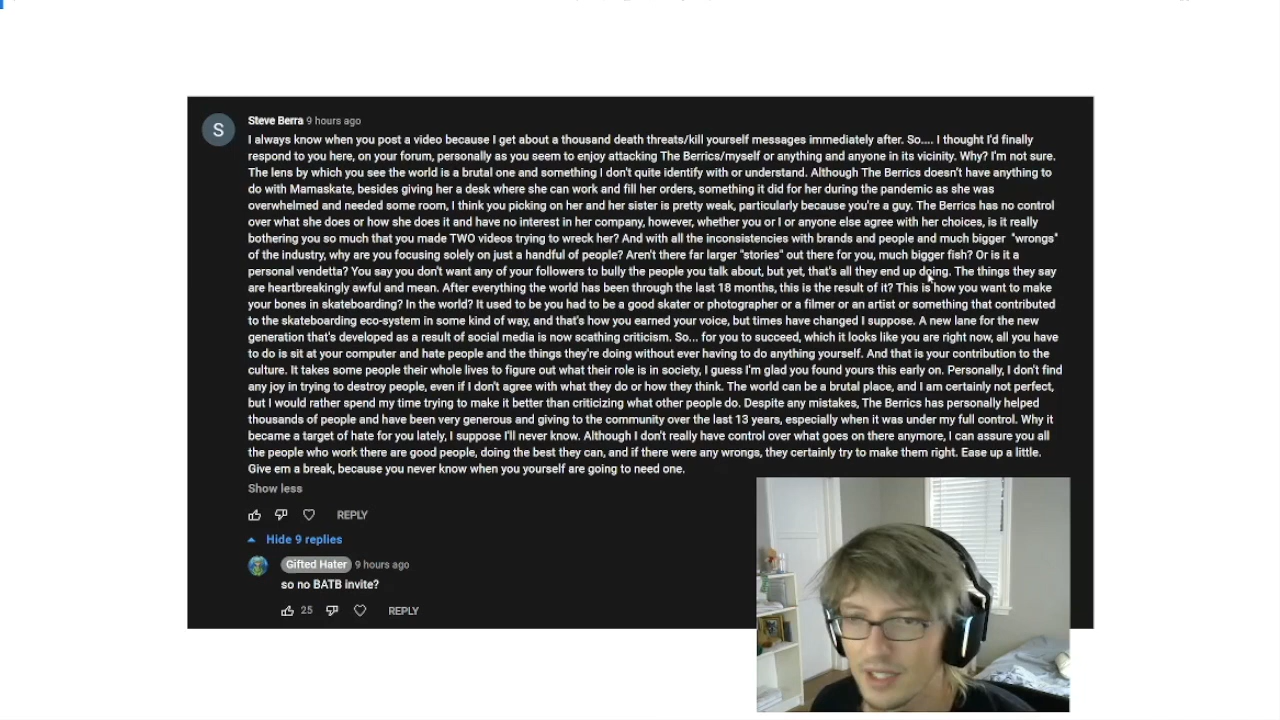 S
Steve Berra 9 hours ago
I always know when you post a video because I get about a thousand death threats/kill yourself messages immediately after. So.... I thought I'd finally
respond to you here, on your forum, personally as you seem to enjoy attacking The Berrics/myself or anything and anyone in its vicinity. Why? I'm not sure.
The lens by which you see the world is a brutal one and something I don't quite identify with or understand. Although The Berrics doesn't have anything to
do with Mamaskate, besides giving her a desk where she can work and fill her orders, something it did for her during the pandemic as she was
overwhelmed and needed some room, I think you picking on her and her sister is pretty weak, particularly because you're a guy. The Berrics has no control
over what she does or how she does it and have no interest in her company, however, whether you or I or anyone else agree with her choices, is it really
bothering you so much that you made TWO videos trying to wreck her? And with all the inconsistencies with brands and people and much bigger "wrongs"
of the industry, why are you focusing solely on just a handful of people? Aren't there far larger "stories" out there for you, much bigger fish? Or is it a
personal vendetta? You say you don't want any of your followers to bully the people you talk about, but yet, that's all they end up doing. The things they say
are heartbreakingly awful and mean. After everything the world has been through the last 18 months, this is the result of it? This is how you want to make
your bones in skateboarding? In the world? It used to be you had to be a good skater or photographer or a filmer or an artist or something that contributed
to the skateboarding eco-system in some kind of way, and that's how you earned your voice, but times have changed I suppose. A new lane for the new
generation that's developed as a result of social media is now scathing criticism. So... for you to succeed, which it looks like you are right now, all you have
to do is sit at your computer and hate people and the things they're doing without ever having to do anything yourself. And that is your contribution to the
culture. It takes some people their whole lives to figure out what their role is in society, I guess I'm glad you found yours this early on. Personally, I don't find
any joy in trying to destroy people, even if I don't agree with what they do or how they think. The world can be a brutal place, and I am certainly not perfect,
but I would rather spend my time trying to make it better than criticizing what other people do. Despite any mistakes, The Berrics has personally helped
thousands of people and have been very generous and giving to the community over the last 13 years, especially when it was under my full control. Why it
became a target of hate for you lately, I suppose I'll never know. Although I don't really have control over what goes on there anymore, I can assure you all
the people who work there are good people, doing the best they can, and if there were any wrongs, they certainly try to make them right. Ease up a little.
Give em a break, because you never know when you yourself are going to need one.
Show less
REPLY
Hide 9 replies
Gifted Hater 9 hours ago
so no BATB invite?
25 REPLY